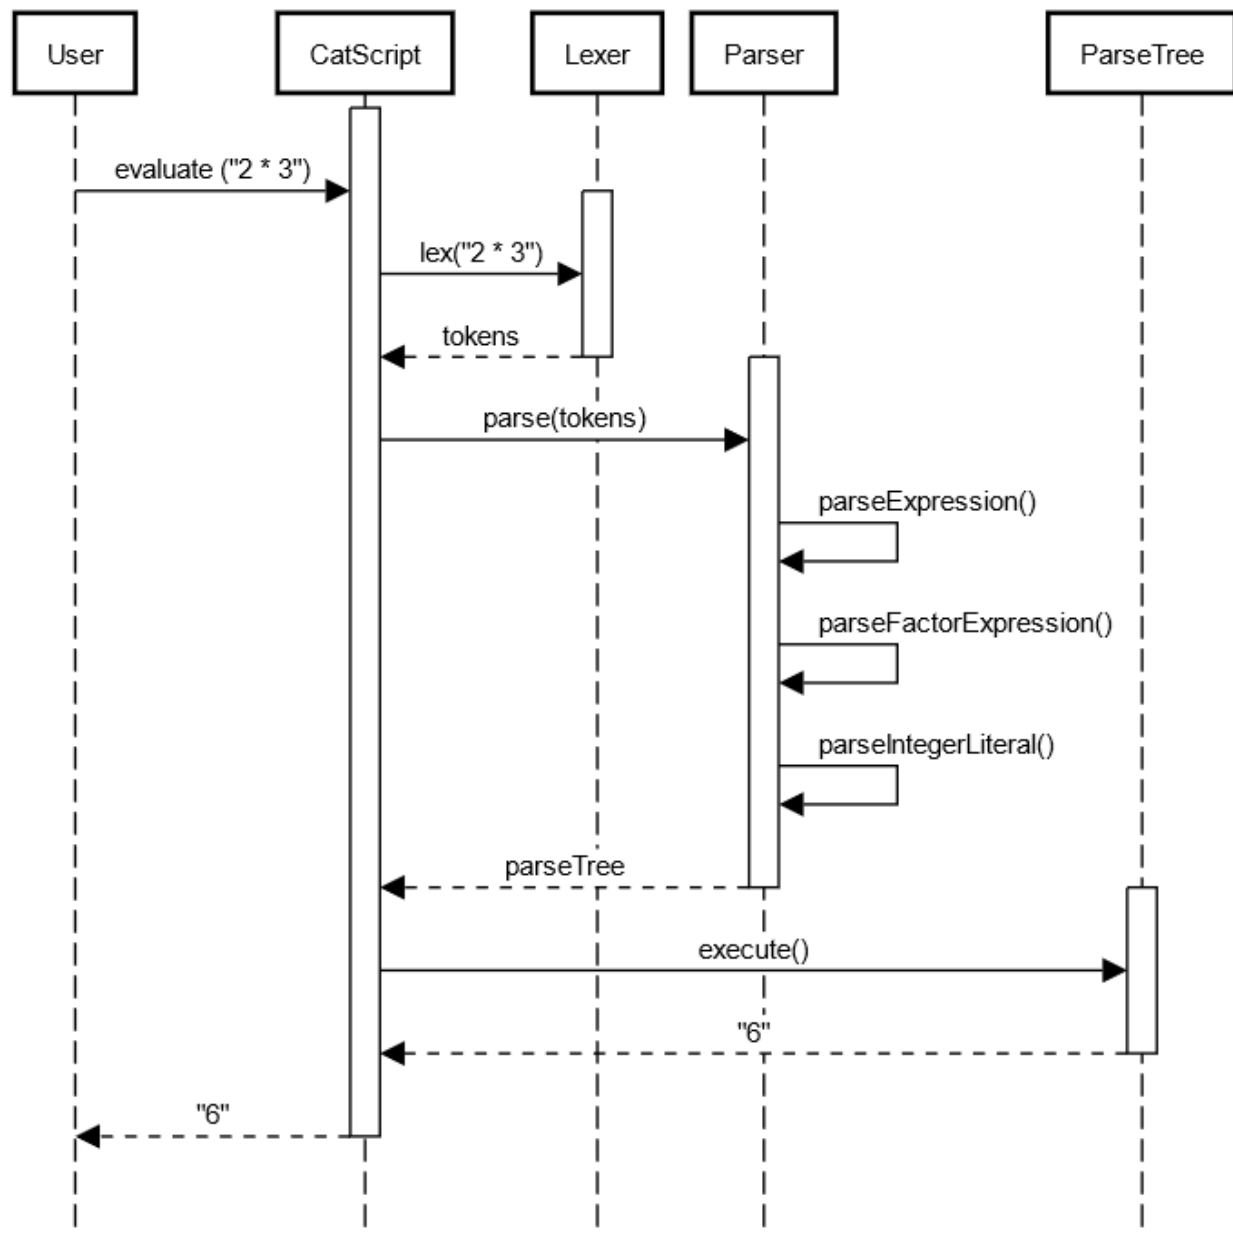 User
CatScript
Lexer
Parser
ParseTree
evaluate ("2 * 3")
lex("2 * 3")
tokens
parse(tokens)
parseExpression()
parseFactorExpression()
parseIntegerLiteral()
parseTree
execute()
"6"
"6"